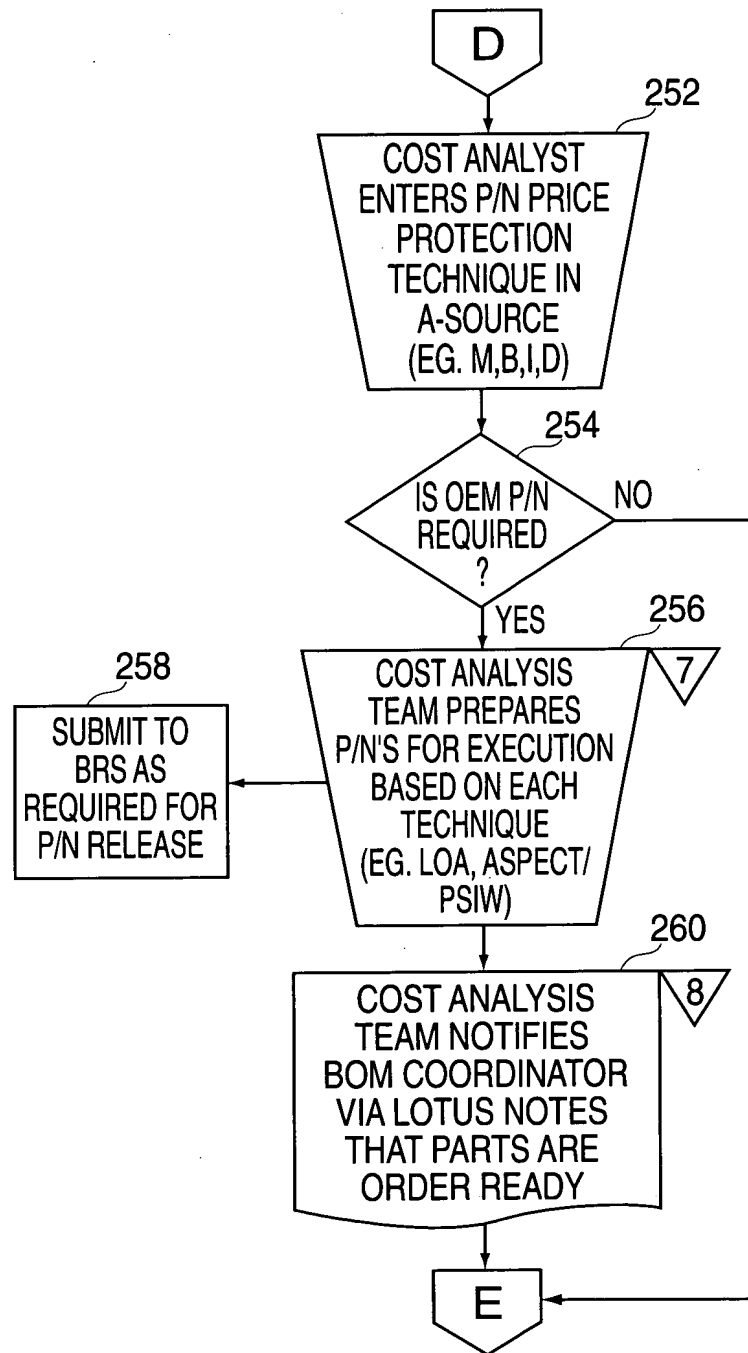 D
252
COST ANALYST
ENTERS P/N PRICE
PROTECTION
TECHNIQUE IN
A-SOURCE
(EG. M,B,I,D)
254
IS OEM P/N
REQUIRED
?
NO
YES
256
7
COST ANALYSIS
TEAM PREPARES
P/N'S FOR EXECUTION
BASED ON EACH
TECHNIQUE
(EG. LOA, ASPECT/
PSIW)
258
SUBMIT TO
BRS AS
REQUIRED FOR
P/N RELEASE
260
8
COST ANALYSIS
TEAM NOTIFIES
BOM COORDINATOR
VIA LOTUS NOTES
THAT PARTS ARE
ORDER READY
E